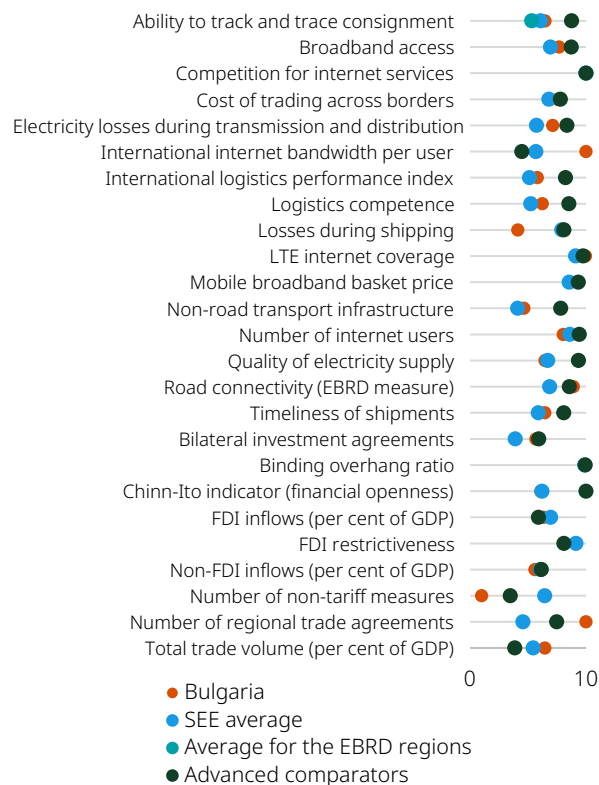 Ability to track and trace consignment
Broadband access
Competition for internet services
Cost of trading across borders
Electricity losses during transmission and distribution
International internet bandwidth per user
International logistics performance index
Logistics competence
Losses during shipping
LTE internet coverage
Mobile broadband basket price
Non-road transport infrastructure
Number of internet users
Quality of electricity supply
Road connectivity (EBRD measure)
Timeliness of shipments
Bilateral investment agreements
Binding overhang ratio
Chinn-Ito indicator (financial openness)
FDI inflows (per cent of GDP)
FDI restrictiveness
Non-FDI inflows (per cent of GDP)
Number of non-tariff measures
Number of regional trade agreements
Total trade volume (per cent of GDP)
0 10
Bulgaria
SEE average
Average for the EBRD regions
Advanced comparators